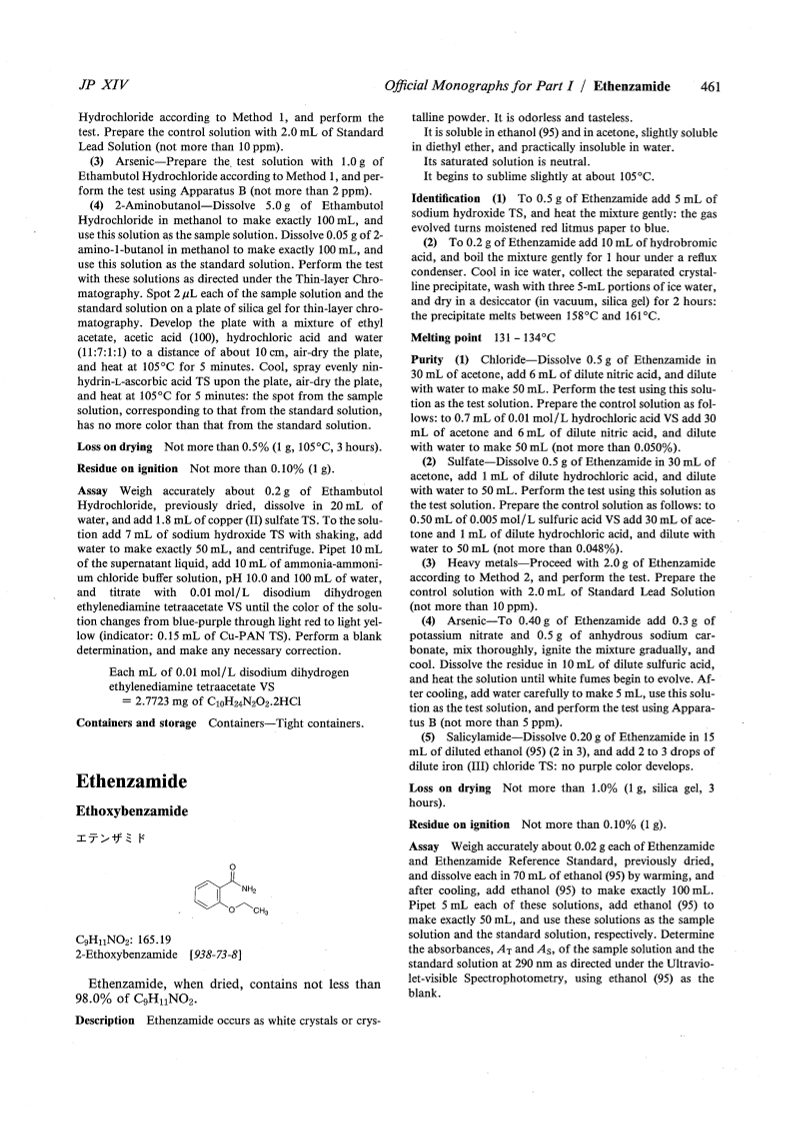 JP XIV
Official Monographs for Part I / Ethenzamide 461
Hydrochloride according to Method 1, and perform the
test. Prepare the control solution with 2.0 mL of Standard
Lead Solution (not more than 10 ppm).
(3) Arsenic—Prepare the test solution with 1.0 g of
Ethambutol Hydrochloride according to Method 1, and per-
form the test using Apparatus B (not more than 2 ppm).
(4) 2-Aminobutanol—Dissolve 5.0 g of Ethambutol
Hydrochloride in methanol to make exactly 100 mL, and
use this solution as the sample solution. Dissolve 0.05 g of 2-
amino-1-butanol in methanol to make exactly 100 mL, and
use this solution as the standard solution. Perform the test
with these solutions as directed under the Thin-layer Chro-
matography. Spot 2 μL each of the sample solution and the
standard solution on a plate of silica gel for thin-layer chro-
matography. Develop the plate with a mixture of ethyl
acetate, acetic acid (100), hydrochloric acid and water
(11:7:1:1) to a distance of about 10 cm, air-dry the plate,
and heat at 105°C for 5 minutes. Cool, spray evenly nin-
hydrin-L-ascorbic acid TS upon the plate, air-dry the plate,
and heat at 105°C for 5 minutes: the spot from the sample
solution, corresponding to that from the standard solution,
has no more color than that from the standard solution.
Loss on drying Not more than 0.5% (1 g, 105°C, 3 hours).
Residue on ignition Not more than 0.10% (1 g).
Assay Weigh accurately about 0.2 g of Ethambutol
Hydrochloride, previously dried, dissolve in 20 mL of
water, and add 1.8 mL of copper (II) sulfate TS. To the solu-
tion add 7 mL of sodium hydroxide TS with shaking, add
water to make exactly 50 mL, and centrifuge. Pipet 10 mL
of the supernatant liquid, add 10 mL of ammonia-ammoni-
um chloride buffer solution, pH 10.0 and 100 mL of water,
and titrate with 0.01 mol/L disodium dihydrogen
ethylenediamine tetraacetate VS until the color of the solu-
tion changes from blue-purple through light red to light yel-
low (indicator: 0.15 mL of Cu-PAN TS). Perform a blank
determination, and make any necessary correction.
Each mL of 0.01 mol/L disodium dihydrogen
ethylenediamine tetraacetate VS
= 2.7723 mg of C10H24N2O2.2HCl
Containers and storage Containers—Tight containers.
Ethenzamide
Ethoxybenzamide
エテンザミド
O
NH2
O
CH3
C9H11NO2: 165.19
2-Ethoxybenzamide [938-73-8]
Ethenzamide, when dried, contains not less than
98.0% of C9H11NO2.
Description Ethenzamide occurs as white crystals or crys-
talline powder. It is odorless and tasteless.
It is soluble in ethanol (95) and in acetone, slightly soluble
in diethyl ether, and practically insoluble in water.
Its saturated solution is neutral.
It begins to sublime slightly at about 105°C.
Identification (1) To 0.5 g of Ethenzamide add 5 mL of
sodium hydroxide TS, and heat the mixture gently: the gas
evolved turns moistened red litmus paper to blue.
(2) To 0.2 g of Ethenzamide add 10 mL of hydrobromic
acid, and boil the mixture gently for 1 hour under a reflux
condenser. Cool in ice water, collect the separated crystal-
line precipitate, wash with three 5-mL portions of ice water,
and dry in a desiccator (in vacuum, silica gel) for 2 hours:
the precipitate melts between 158°C and 161°C.
Melting point 131 – 134°C
Purity (1) Chloride—Dissolve 0.5 g of Ethenzamide in
30 mL of acetone, add 6 mL of dilute nitric acid, and dilute
with water to make 50 mL. Perform the test using this solu-
tion as the test solution. Prepare the control solution as fol-
lows: to 0.7 mL of 0.01 mol/L hydrochloric acid VS add 30
mL of acetone and 6 mL of dilute nitric acid, and dilute
with water to make 50 mL (not more than 0.050%).
(2) Sulfate—Dissolve 0.5 g of Ethenzamide in 30 mL of
acetone, add 1 mL of dilute hydrochloric acid, and dilute
with water to 50 mL. Perform the test using this solution as
the test solution. Prepare the control solution as follows: to
0.50 mL of 0.005 mol/L sulfuric acid VS add 30 mL of ace-
tone and 1 mL of dilute hydrochloric acid, and dilute with
water to 50 mL (not more than 0.048%).
(3) Heavy metals—Proceed with 2.0 g of Ethenzamide
according to Method 2, and perform the test. Prepare the
control solution with 2.0 mL of Standard Lead Solution
(not more than 10 ppm).
(4) Arsenic—To 0.40 g of Ethenzamide add 0.3 g of
potassium nitrate and 0.5 g of anhydrous sodium car-
bonate, mix thoroughly, ignite the mixture gradually, and
cool. Dissolve the residue in 10 mL of dilute sulfuric acid,
and heat the solution until white fumes begin to evolve. Af-
ter cooling, add water carefully to make 5 mL, use this solu-
tion as the test solution, and perform the test using Appara-
tus B (not more than 5 ppm).
(5) Salicylamide—Dissolve 0.20 g of Ethenzamide in 15
mL of diluted ethanol (95) (2 in 3), and add 2 to 3 drops of
dilute iron (III) chloride TS: no purple color develops.
Loss on drying Not more than 1.0% (1 g, silica gel, 3
hours).
Residue on ignition Not more than 0.10% (1 g).
Assay Weigh accurately about 0.02 g each of Ethenzamide
and Ethenzamide Reference Standard, previously dried,
and dissolve each in 70 mL of ethanol (95) by warming, and
after cooling, add ethanol (95) to make exactly 100 mL.
Pipet 5 mL each of these solutions, add ethanol (95) to
make exactly 50 mL, and use these solutions as the sample
solution and the standard solution, respectively. Determine
the absorbances, AT and AS, of the sample solution and the
standard solution at 290 nm as directed under the Ultravio-
let-visible Spectrophotometry, using ethanol (95) as the
blank.